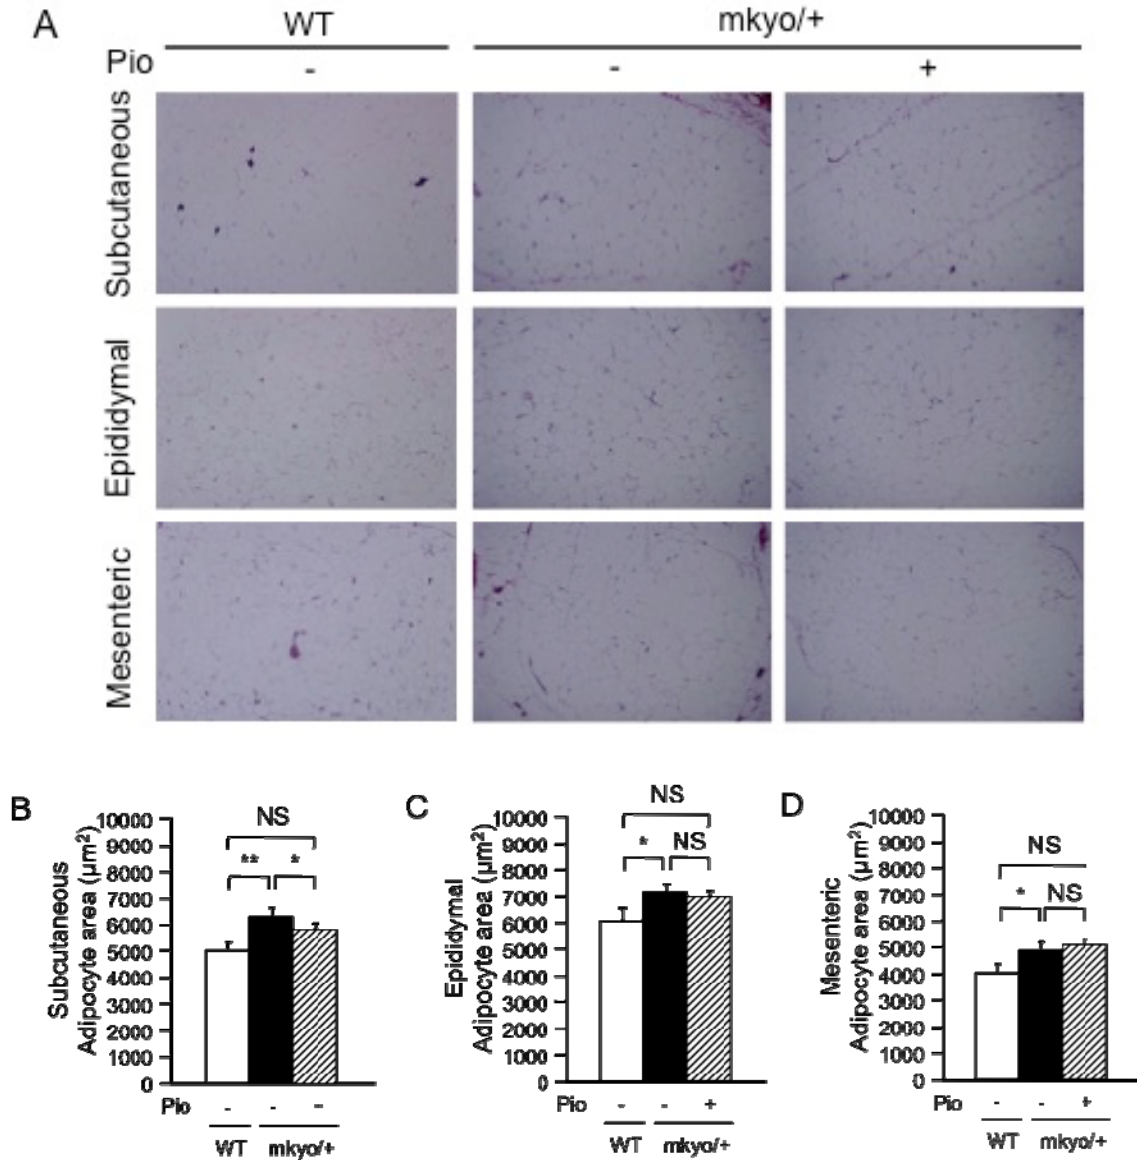 A
WT
mkyo/+
Pio
-
-
+
Subcutaneous
Epididymal
Mesenteric
B
Subcutaneous
Adipocyte area (µm²)
10000
9000
8000
7000
6000
5000
4000
3000
2000
1000
0
NS
**
*
Pio
-
-
-
WT
mkyo/+
C
Epididymal
Adipocyte area (µm²)
10000
9000
8000
7000
6000
5000
4000
3000
2000
1000
0
NS
*
NS
Pio
-
-
+
WT
mkyo/+
D
Mesenteric
Adipocyte area (µm²)
10000
9000
8000
7000
6000
5000
4000
3000
2000
1000
0
NS
*
NS
Pio
-
-
+
WT
mkyo/+